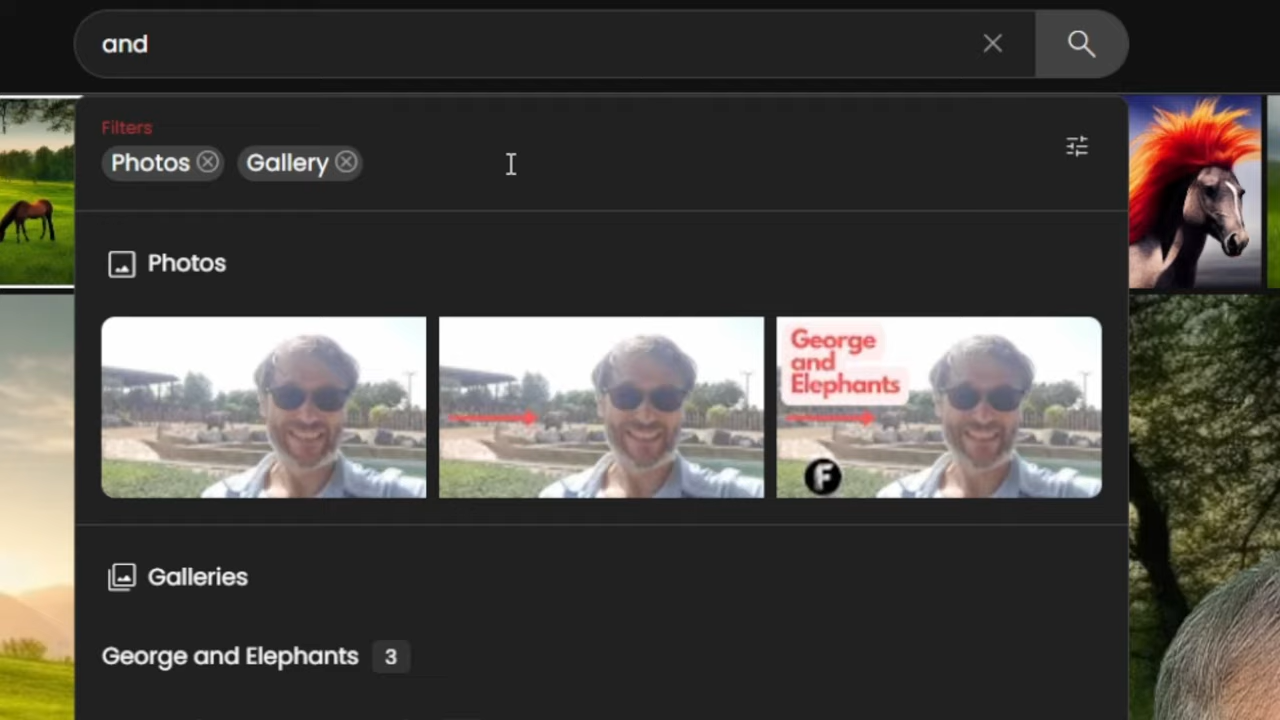 and
Filters
Photos
Gallery
Photos
George
and
Elephants
F
Galleries
George and Elephants 3